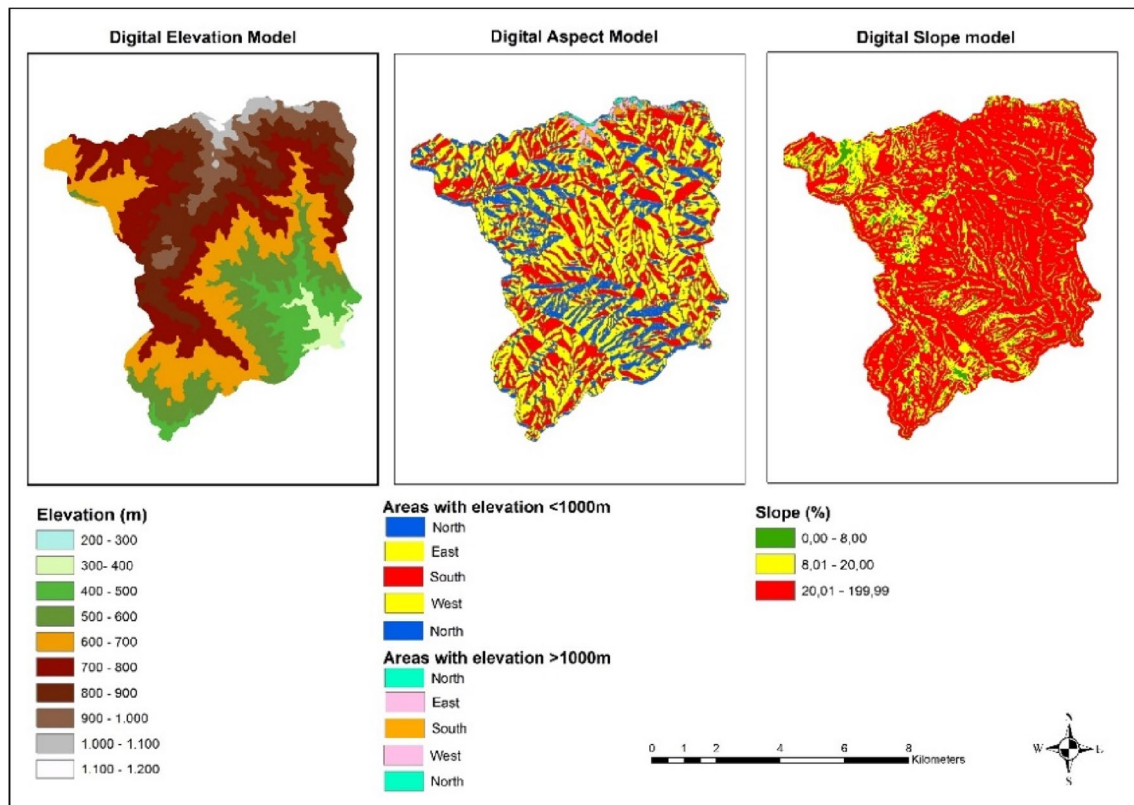 Digital Elevation Model
Digital Aspect Model
Digital Slope model
Elevation (m)
200 - 300
300- 400
400 - 500
500 - 600
600 - 700
700 - 800
800 - 900
900 - 1.000
1.000 - 1.100
1.100 - 1.200
Areas with elevation <1000m
North
East
South
West
North
Areas with elevation >1000m
North
East
South
West
North
Slope (%)
0,00 - 8,00
8,01 - 20,00
20,01 - 199,99
0 1 2 4 6 8
Kilometers
N
W E
S